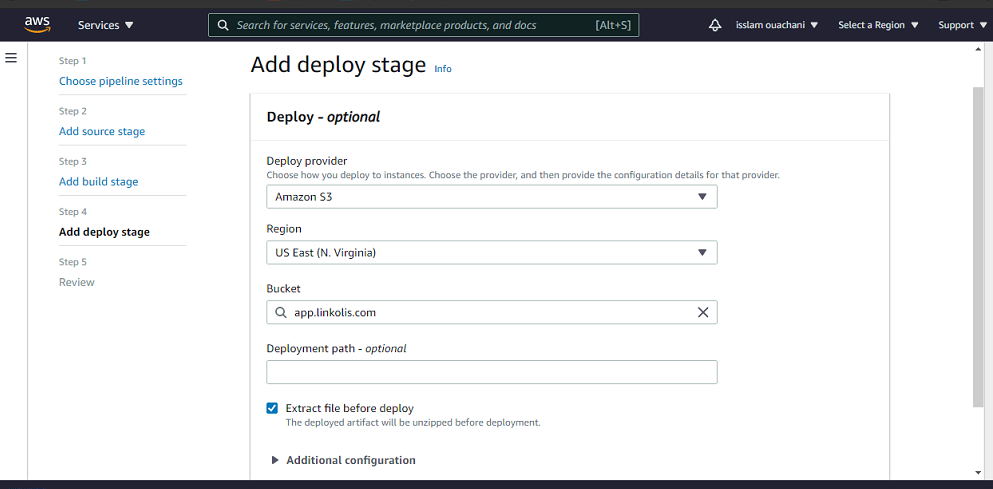 aws Services Search for services, features, marketplace products, and docs [Alt+S] isslam ouachani Select a Region Support
Step 1
Choose pipeline settings
Step 2
Add source stage
Step 3
Add build stage
Step 4
Add deploy stage
Step 5
Review
Add deploy stage Info
Deploy - optional
Deploy provider
Choose how you deploy to instances. Choose the provider, and then provide the configuration details for that provider.
Amazon S3
Region
US East (N. Virginia)
Bucket
app.linkolis.com
Deployment path - optional
Extract file before deploy
The deployed artifact will be unzipped before deployment.
Additional configuration